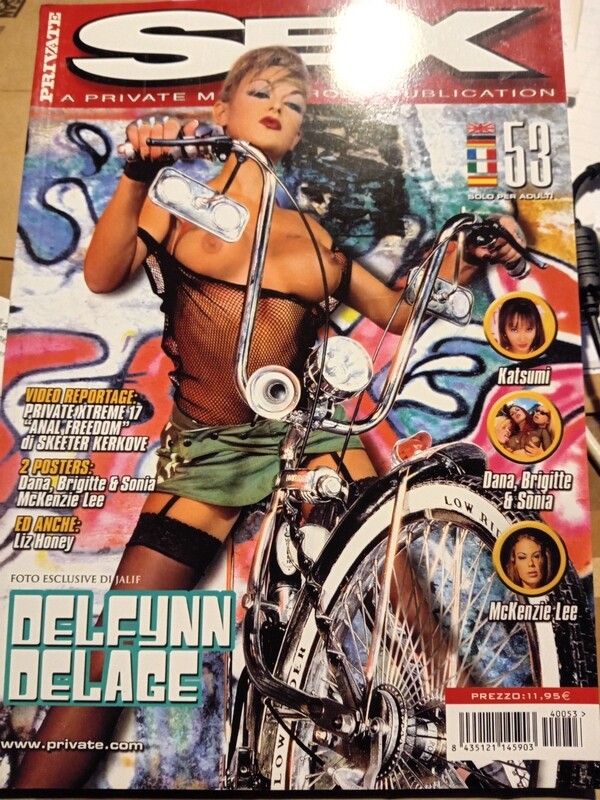 PRIVATE
SEX
A PRIVATE PUBLICATION
53
SOLO PER ADULTI
Katsumi
VIDEO REPORTAGE:
PRIVATE XTREME 17
"ANAL FREEDOM"
di SKEETER KERKOVE
2 POSTERS:
Dana, Brigitte & Sonia
McKenzie Lee
ED ANCHE:
Liz Honey
Dana, Brigitte
& Sonia
McKenzie Lee
FOTO ESCLUSIVE DI JALIF
DELFYNN
DELAGE
www.private.com
LOW
LOW
PREZZO: 11,95€
40053 >
8 435121 145903